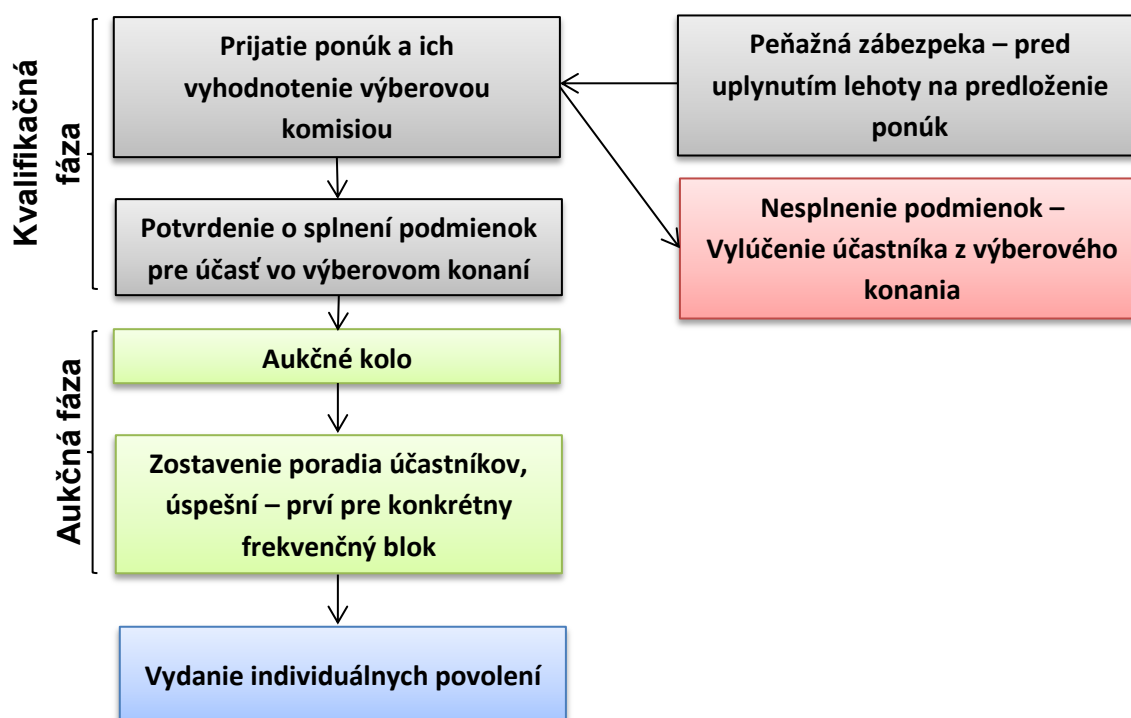 Kvalifikačná
fáza
Prijatie ponúk a ich
vyhodnotenie výberovou
komisiou
Peňažná zábezpeka – pred
uplynutím lehoty na predloženie
ponúk
Potvrdenie o splnení podmienok
pre účasť vo výberovom konaní
Nesplnenie podmienok –
Vylúčenie účastníka z výberového
konania
Aukčná fáza
Aukčné kolo
Zostavenie poradia účastníkov,
úspešní – prví pre konkrétny
frekvenčný blok
Vydanie individuálnych povolení